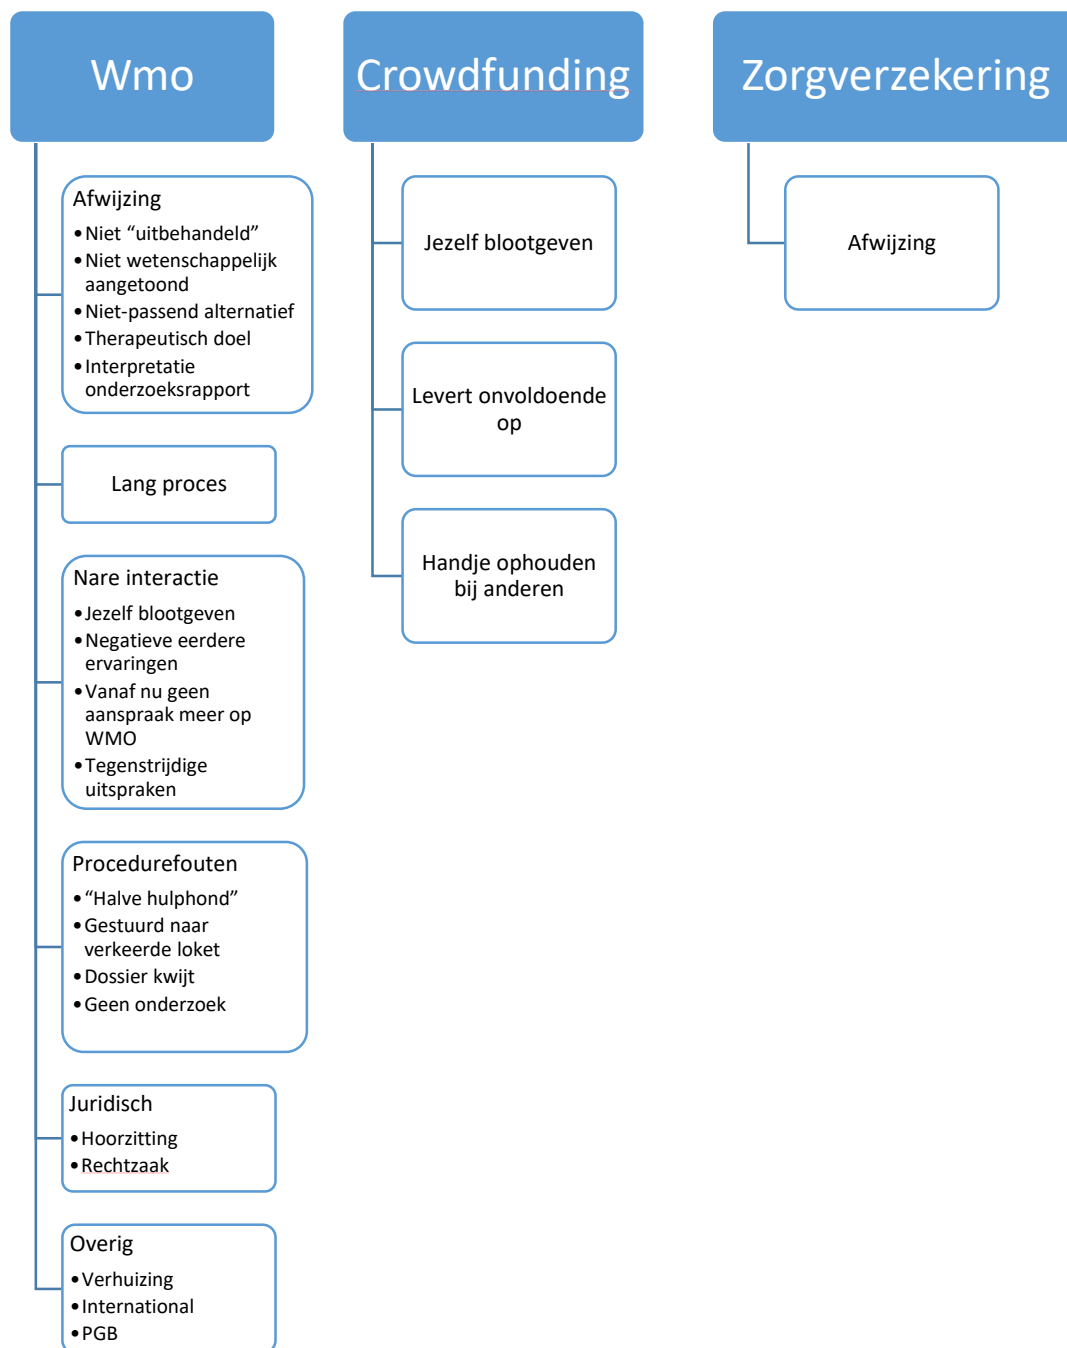 Wmo
Afwijzing
•Niet “uitbehandeld”
•Niet wetenschappelijk
aangetoond
•Niet-passend alternatief
•Therapeutisch doel
•Interpretatie
onderzoeksrapport
Lang proces
Nare interactie
•Jezelf blootgeven
•Negatieve eerdere
ervaringen
•Vanaf nu geen
aanspraak meer op
WMO
•Tegenstrijdige
uitspraken
Procedurefouten
•“Halve hulphond”
•Gestuurd naar
verkeerde loket
•Dossier kwijt
•Geen onderzoek
Juridisch
•Hoorzitting
•Rechtzaak
Overig
•Verhuizing
•International
•PGB
Crowdfunding
Jezelf blootgeven
Levert onvoldoende
op
Handje ophouden
bij anderen
Zorgverzekering
Afwijzing